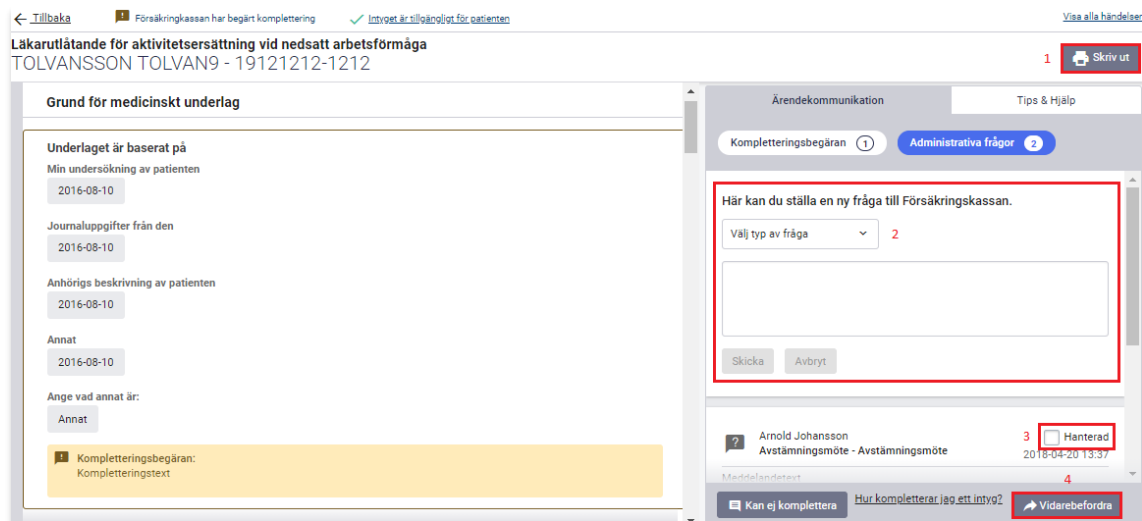 Tillbaka
Försäkringkassan har begärt komplettering
Intyget är tillgängligt för patienten
Visa alla händelser
Läkarutlåtande för aktivitetsersättning vid nedsatt arbetsförmåga
TOLVANSSON TOLVAN9 - 19121212-1212
1
Skriv ut
Grund för medicinskt underlag
Underlaget är baserat på
Min undersökning av patienten
2016-08-10
Journaluppgifter från den
2016-08-10
Anhörigs beskrivning av patienten
2016-08-10
Annat
2016-08-10
Ange vad annat är:
Annat
Kompletteringsbegäran:
Kompletteringstext
Ärendekommunikation
Tips & Hjälp
Kompletteringsbegäran 1
Administrativa frågor 2
Här kan du ställa en ny fråga till Försäkringskassan.
Välj typ av fråga
2
Skicka
Avbryt
Arnold Johansson
Avstämningsmöte - Avstämningsmöte
3
Hanterad
2018-04-20 13:37
Meddelandetext
4
Kan ej komplettera
Hur kompletterar jag ett intyg?
Vidarebefordra